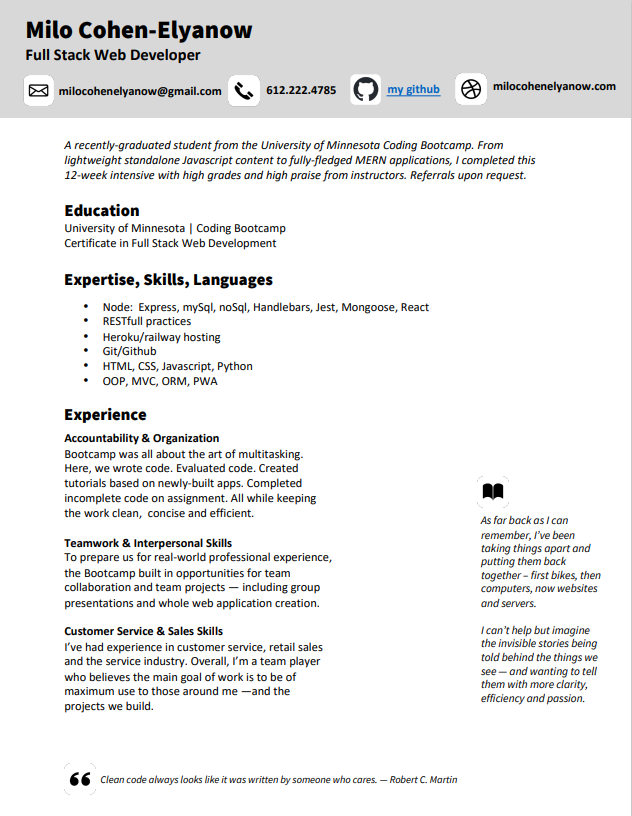 Milo Cohen-Elyanow
Full Stack Web Developer
milocohenelyanow@gmail.com
612.222.4785
my github
milocohenelyanow.com
A recently-graduated student from the University of Minnesota Coding Bootcamp. From
lightweight standalone Javascript content to fully-fledged MERN applications, I completed this
12-week intensive with high grades and high praise from instructors. Referrals upon request.
Education
University of Minnesota | Coding Bootcamp
Certificate in Full Stack Web Development
Expertise, Skills, Languages
• Node: Express, mySql, noSql, Handlebars, Jest, Mongoose, React
• RESTfull practices
• Heroku/railway hosting
• Git/Github
• HTML, CSS, Javascript, Python
• OOP, MVC, ORM, PWA
Experience
Accountability & Organization
Bootcamp was all about the art of multitasking.
Here, we wrote code. Evaluated code. Created
tutorials based on newly-built apps. Completed
incomplete code on assignment. All while keeping
the work clean, concise and efficient.
Teamwork & Interpersonal Skills
To prepare us for real-world professional experience,
the Bootcamp built in opportunities for team
collaboration and team projects — including group
presentations and whole web application creation.
Customer Service & Sales Skills
I've had experience in customer service, retail sales
and the service industry. Overall, I'm a team player
who believes the main goal of work is to be of
maximum use to those around me —and the
projects we build.
As far back as I can
remember, I've been
taking things apart and
putting them back
together – first bikes, then
computers, now websites
and servers.
I can't help but imagine
the invisible stories being
told behind the things we
see — and wanting to tell
them with more clarity,
efficiency and passion.
Clean code always looks like it was written by someone who cares. — Robert C. Martin